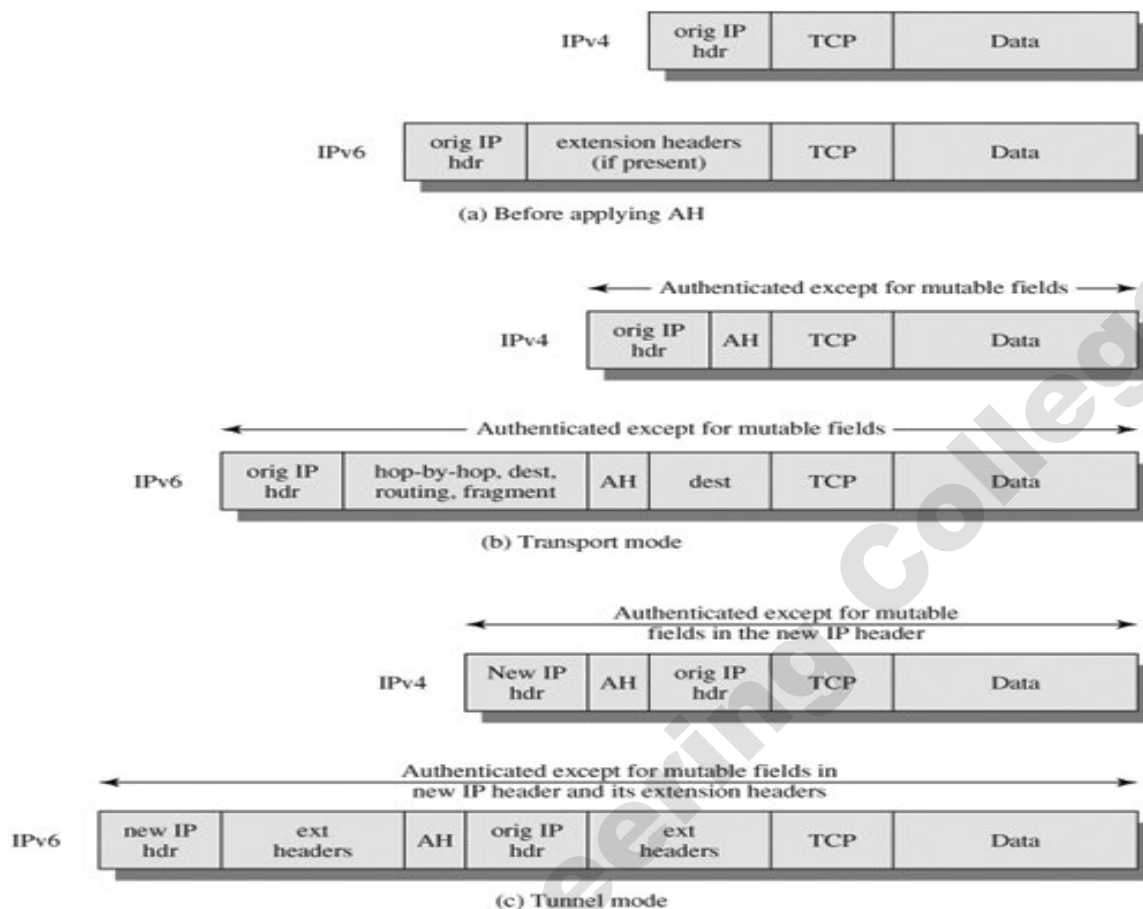 IPv4 orig IP hdr TCP Data
IPv6 orig IP hdr extension headers (if present) TCP Data
(a) Before applying AH
Authenticated except for mutable fields
IPv4 orig IP hdr AH TCP Data
Authenticated except for mutable fields
IPv6 orig IP hdr hop-by-hop, dest, routing, fragment AH dest TCP Data
(b) Transport mode
Authenticated except for mutable
fields in the new IP header
IPv4 New IP hdr AH orig IP hdr TCP Data
Authenticated except for mutable fields in
new IP header and its extension headers
IPv6 new IP hdr ext headers AH orig IP hdr ext headers TCP Data
(c) Tunnel mode